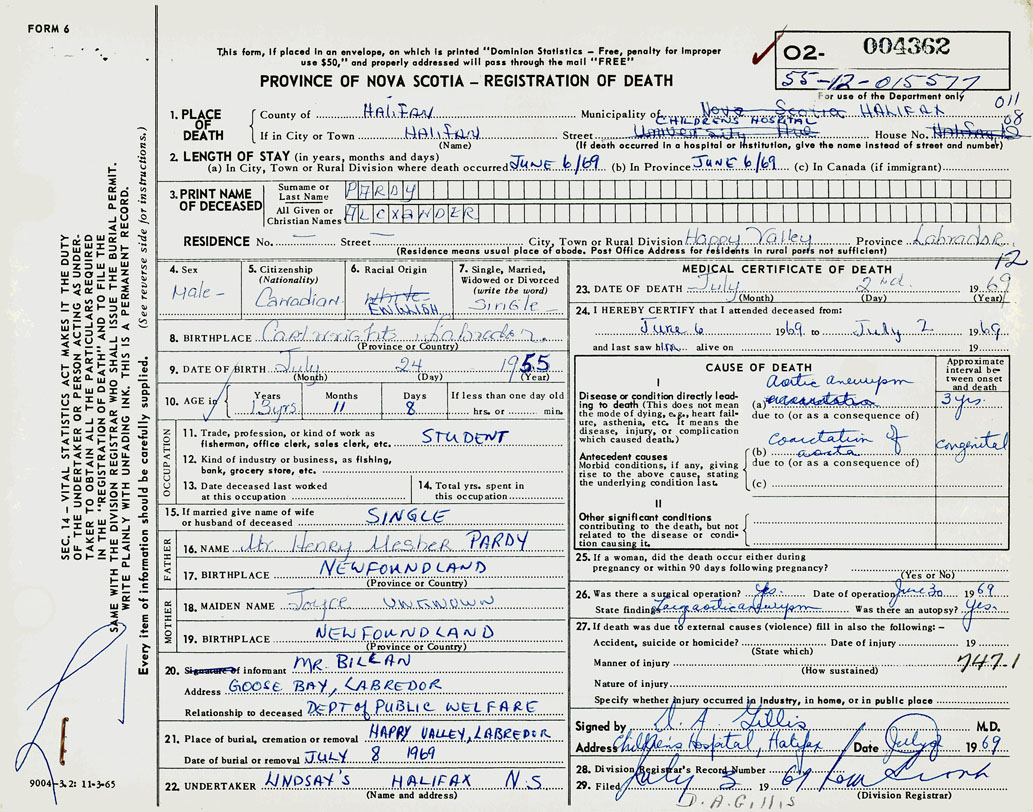 FORM 6
This form, if placed in an envelope, on which is printed "Dominion Statistics – Free, penalty for improper
use $50," and properly addressed will pass through the mail "FREE"
PROVINCE OF NOVA SCOTIA – REGISTRATION OF DEATH
O2- 004362
55-12-015577
For use of the Department only
011
08
1. PLACE OF DEATH
County of HALIFAX Municipality of Nova Scotia HALIFAX
CHILDRENS HOSPITAL
If in City or Town HALIFAX Street University Ave House No. Halifax
(Name) (If death occurred in a hospital or institution, give the name instead of street and number)
2. LENGTH OF STAY (in years, months and days)
(a) In City, Town or Rural Division where death occurred JUNE 6/69 (b) In Province JUNE 6/69 (c) In Canada (if immigrant)
3. PRINT NAME OF DECEASED
Surname or Last Name PARDY
All Given or Christian Names ALEXANDER
RESIDENCE No. – Street – City, Town or Rural Division Happy Valley Province Labrador
(Residence means usual place of abode. Post Office Address for residents in rural parts not sufficient)
12
4. Sex
Male-
5. Citizenship
(Nationality)
Canadian
6. Racial Origin
White
ENGLISH
7. Single, Married,
Widowed or Divorced
(write the word)
Single
8. BIRTHPLACE Cartwright, Labrador.
(Province or Country)
9. DATE OF BIRTH July 24 1955
(Month) (Day) (Year)
10. AGE in
Years Months Days If less than one day old
13 yrs. 11 8 hrs. or min.
OCCUPATION
11. Trade, profession, or kind of work as
fisherman, office clerk, sales clerk, etc. STUDENT
12. Kind of industry or business, as fishing,
bank, grocery store, etc.
13. Date deceased last worked
at this occupation
14. Total yrs. spent in
this occupation
15. If married give name of wife
or husband of deceased SINGLE
FATHER
16. NAME Mr. Henry Mesher PARDY
17. BIRTHPLACE NEWFOUNDLAND
(Province or Country)
MOTHER
18. MAIDEN NAME Joyce UNKNOWN
19. BIRTHPLACE NEWFOUNDLAND
(Province or Country)
20. Signature of informant MR. BILLAN
Address GOOSE BAY, LABREDOR
Relationship to deceased DEPT of PUBLIC WELFARE
21. Place of burial, cremation or removal HAPPY VALLEY, LABREDOR
Date of burial or removal JULY 8 1969
22. UNDERTAKER LINDSAY'S HALIFAX N.S
(Name and address)
MEDICAL CERTIFICATE OF DEATH
23. DATE OF DEATH July 2nd. 1969
(Month) (Day) (Year)
24. I HEREBY CERTIFY that I attended deceased from:
June 6 1969 to July 2 1969
and last saw him alive on 19
CAUSE OF DEATH
Approximate
interval be-
tween onset
and death
I
Disease or condition directly lead-
ing to death (This does not mean
the mode of dying, e.g., heart fail-
ure, asthenia, etc. It means the
disease, injury, or complication
which caused death.)
Aortic aneurysm
(a) 3 yrs.
due to (or as a consequence of)
Antecedent causes
Morbid conditions, if any, giving
rise to the above cause, stating
the underlying condition last.
coarctation of
(b) aorta congenital
due to (or as a consequence of)
(c)
II
Other significant conditions
contributing to the death, but not
related to the disease or condi-
tion causing it.
25. If a woman, did the death occur either during
pregnancy or within 90 days following pregnancy?
(Yes or No)
26. Was there a surgical operation? Yes. Date of operation June 30 1969
State findings Large aortic aneurysm Was there an autopsy? Yes.
27. If death was due to external causes (violence) fill in also the following: –
Accident, suicide or homicide? Date of injury 19
(State which)
Manner of injury 747-1
(How sustained)
Nature of injury
Specify whether injury occurred in industry, in home, or in public place
Signed by D. A. Gillis M.D.
Address Children's Hospital, Halifax Date July 2 1969
28. Division Registrar's Record Number
29. Filed July 3 1969
(Division Registrar)
D. A. GILLIS
SEC. 14 – VITAL STATISTICS ACT MAKES IT THE DUTY
OF THE UNDERTAKER OR PERSON ACTING AS UNDER-
TAKER TO OBTAIN ALL THE PARTICULARS REQUIRED
IN THE "REGISTRATION OF DEATH" AND TO FILE THE
SAME WITH THE DIVISION REGISTRAR WHO SHALL ISSUE THE BURIAL PERMIT.
WRITE PLAINLY WITH UNFADING INK. THIS IS A PERMANENT RECORD.
Every item of information should be carefully supplied. (See reverse side for instructions.)
9004-3.2: 11-3-65